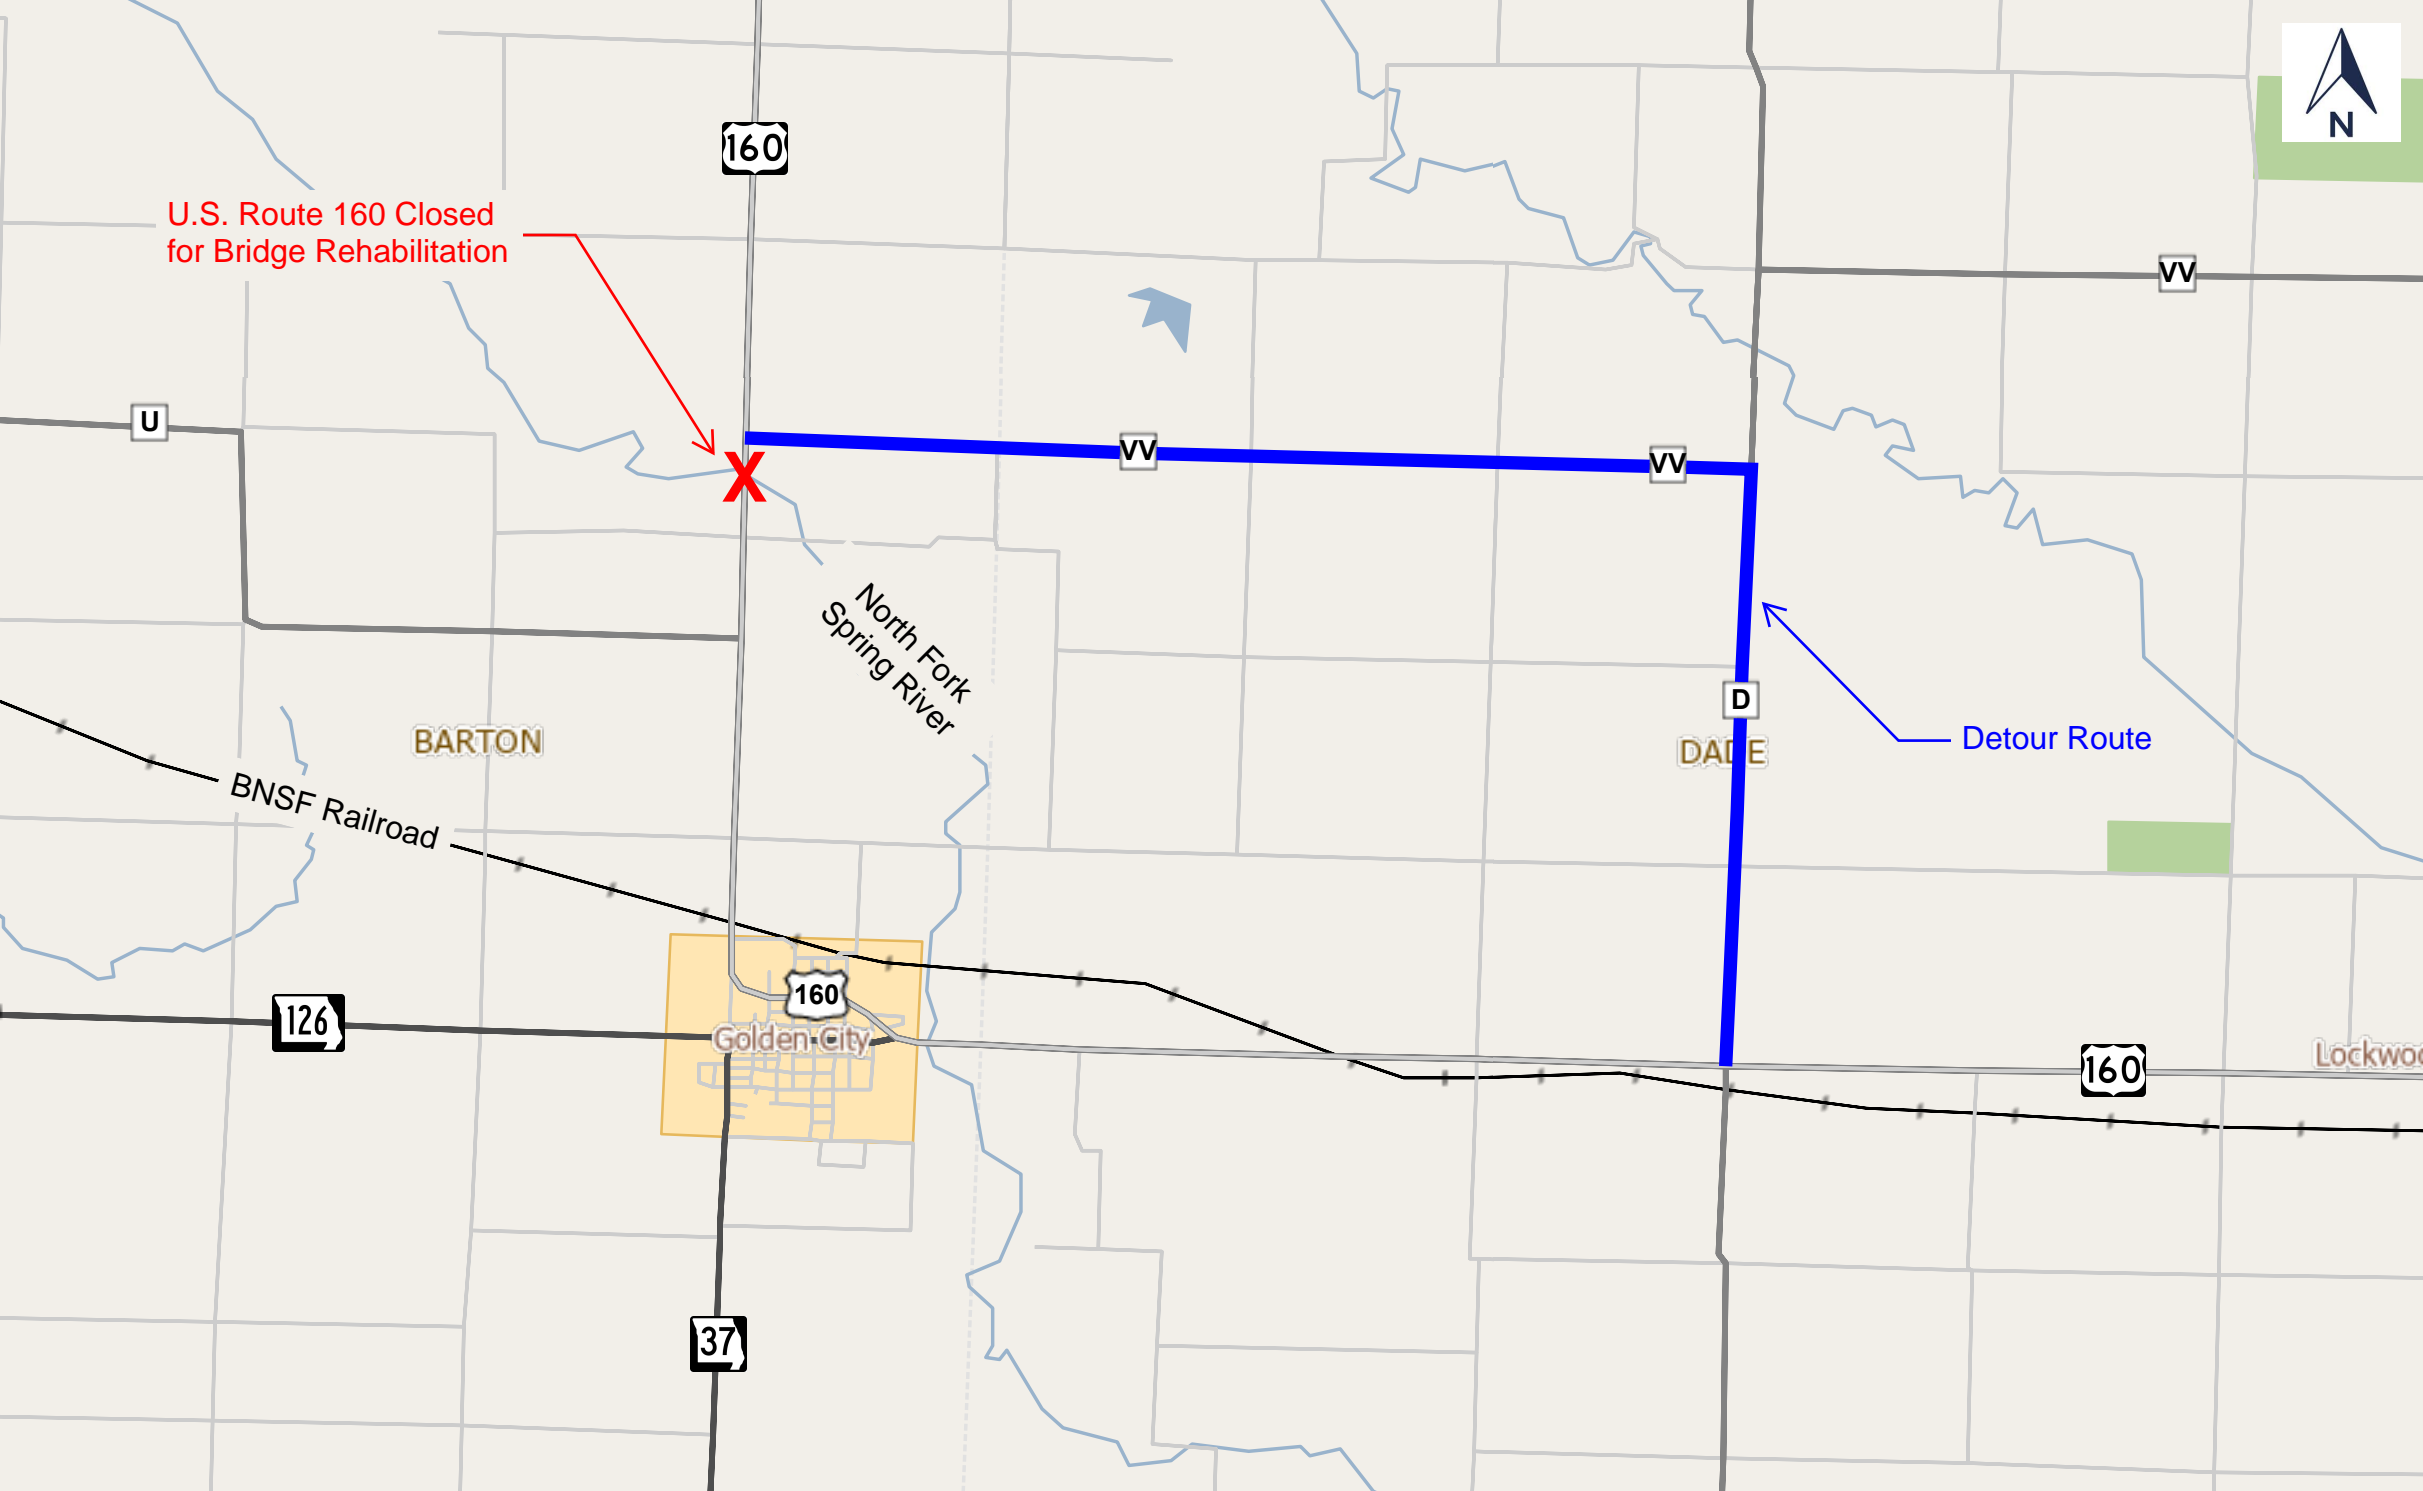 N
160
U.S. Route 160 Closed
for Bridge Rehabilitation
VV
U
VV
VV
X
North Fork
Spring River
D
BARTON
DADE
Detour Route
BNSF Railroad
160
126
Golden City
160
Lockwoo
37